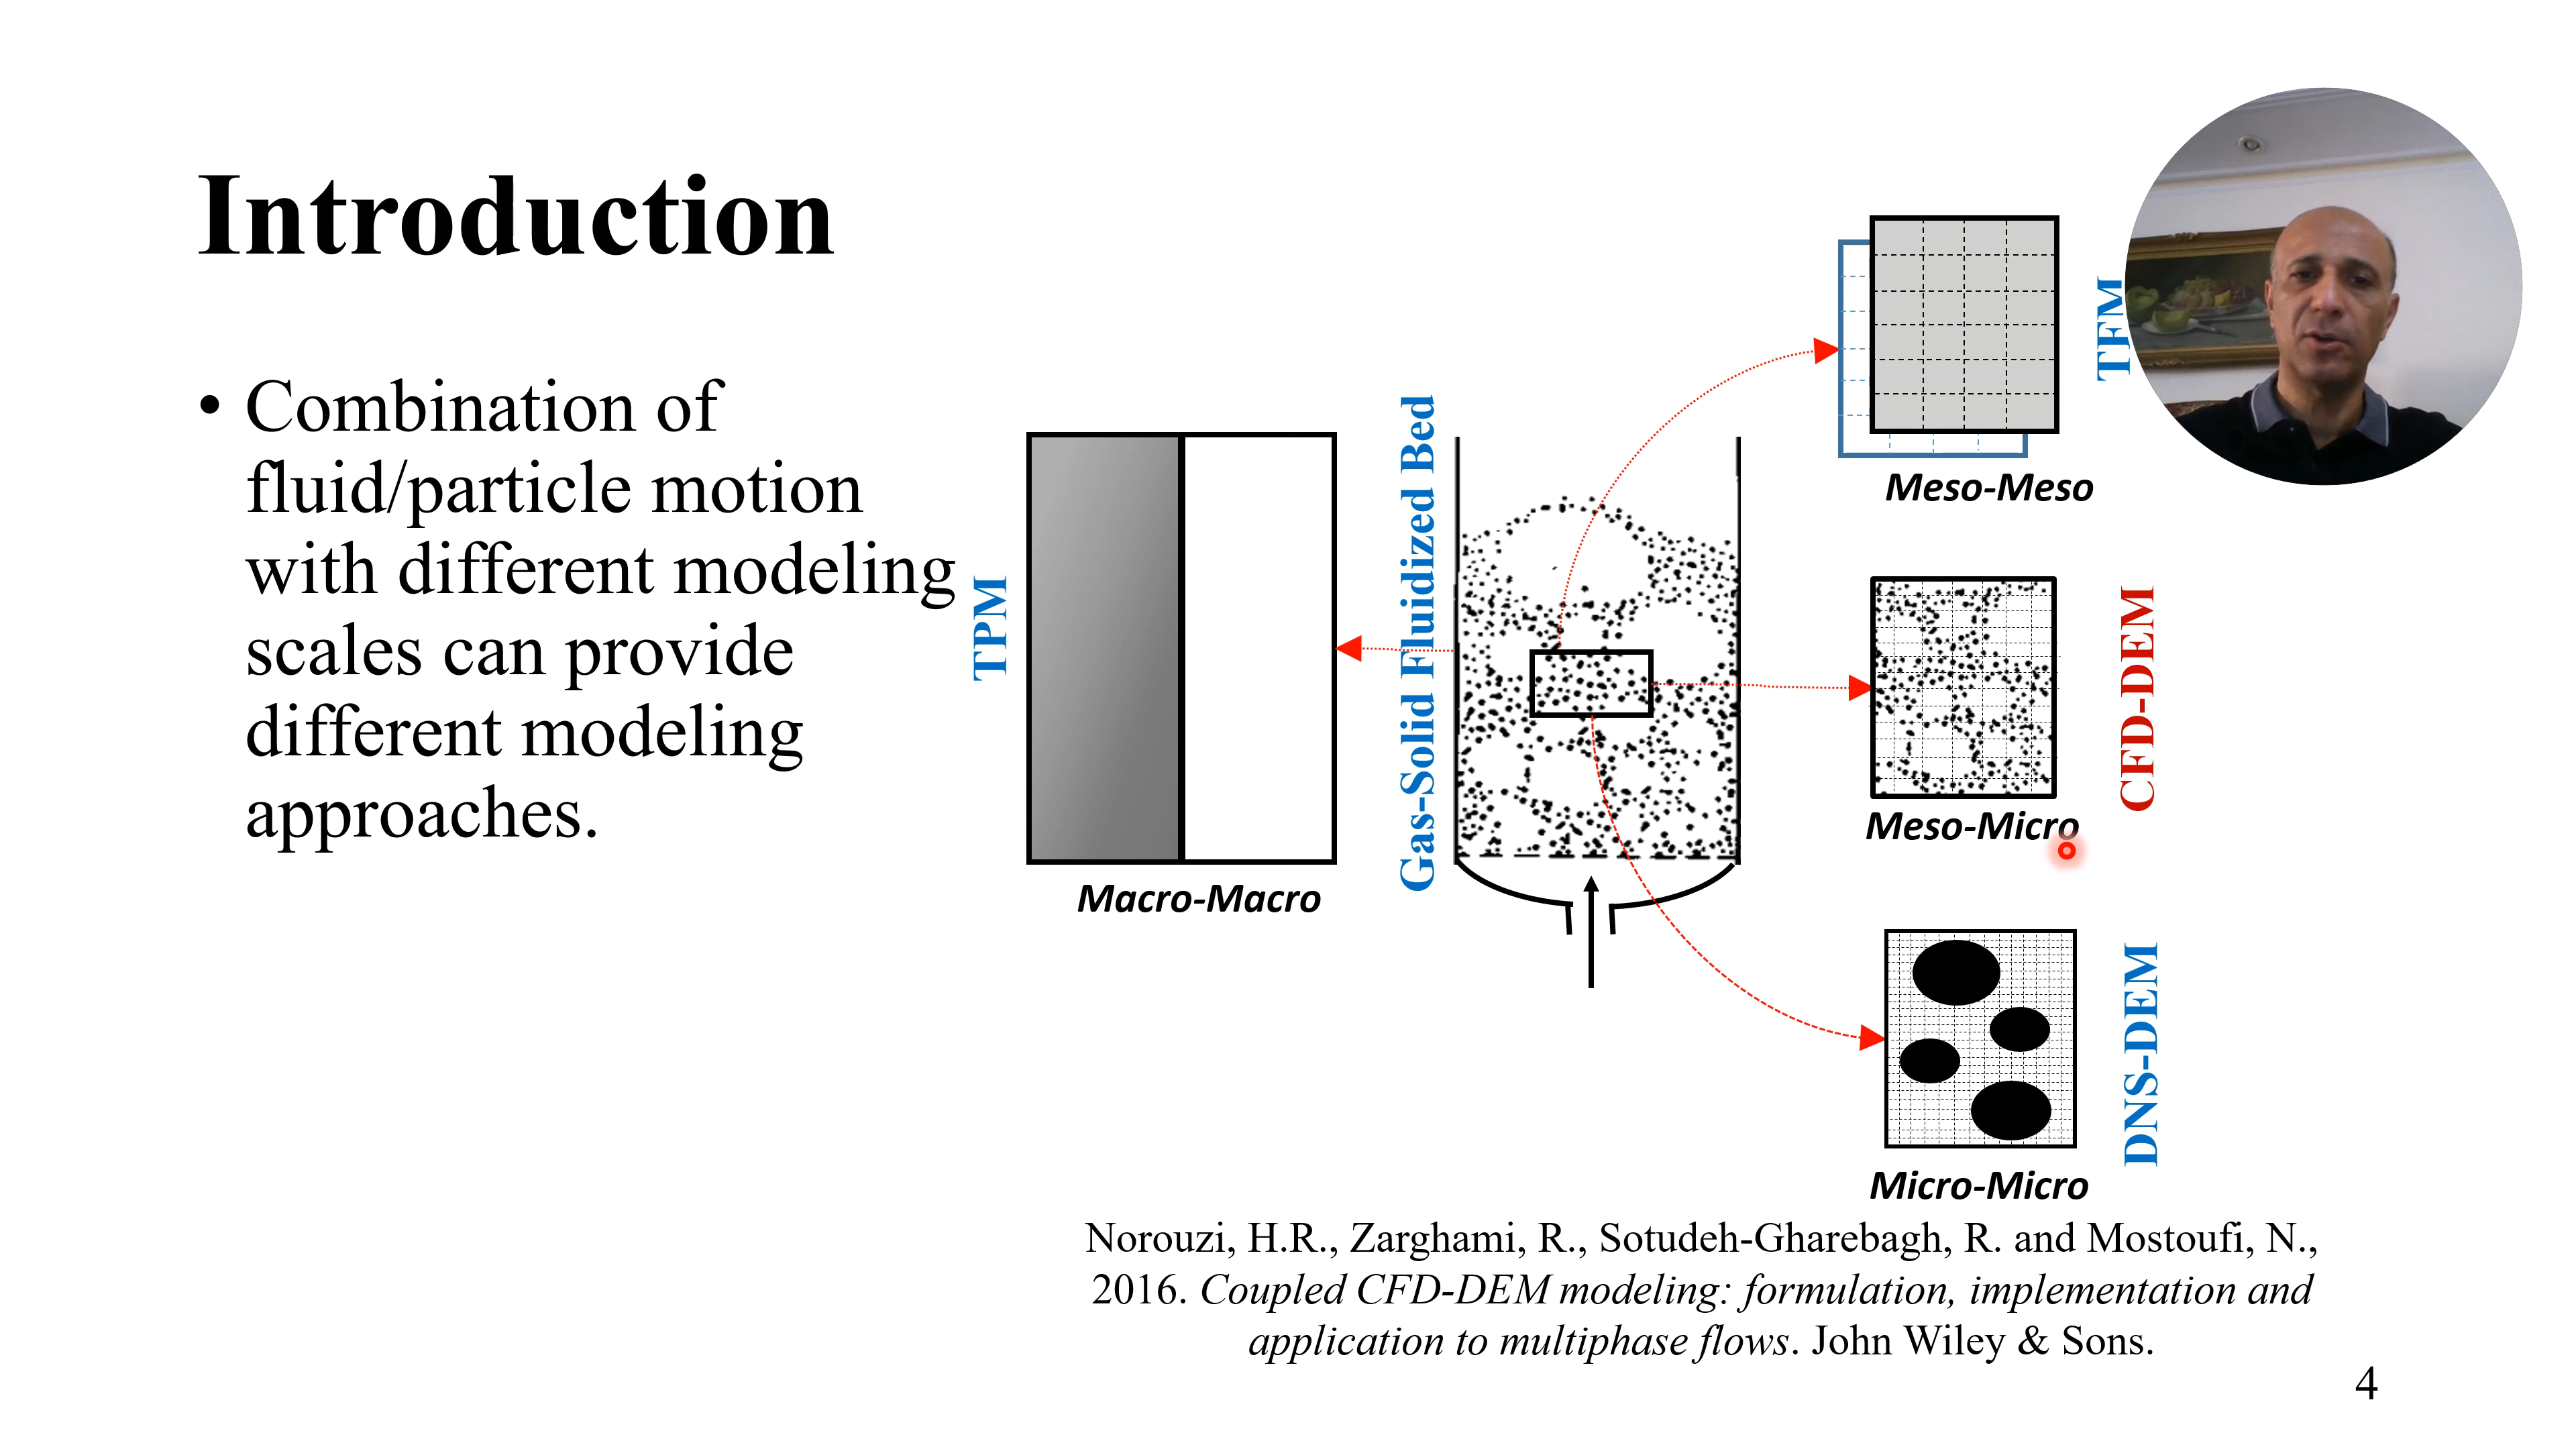 Introduction
• Combination of
fluid/particle motion
with different modeling
scales can provide
different modeling
approaches.
TPM
Macro-Macro
Gas-Solid Fluidized Bed
TFM
Meso-Meso
CFD-DEM
Meso-Micro
DNS-DEM
Micro-Micro
Norouzi, H.R., Zarghami, R., Sotudeh-Gharebagh, R. and Mostoufi, N.,
2016. Coupled CFD-DEM modeling: formulation, implementation and
application to multiphase flows. John Wiley & Sons.
4